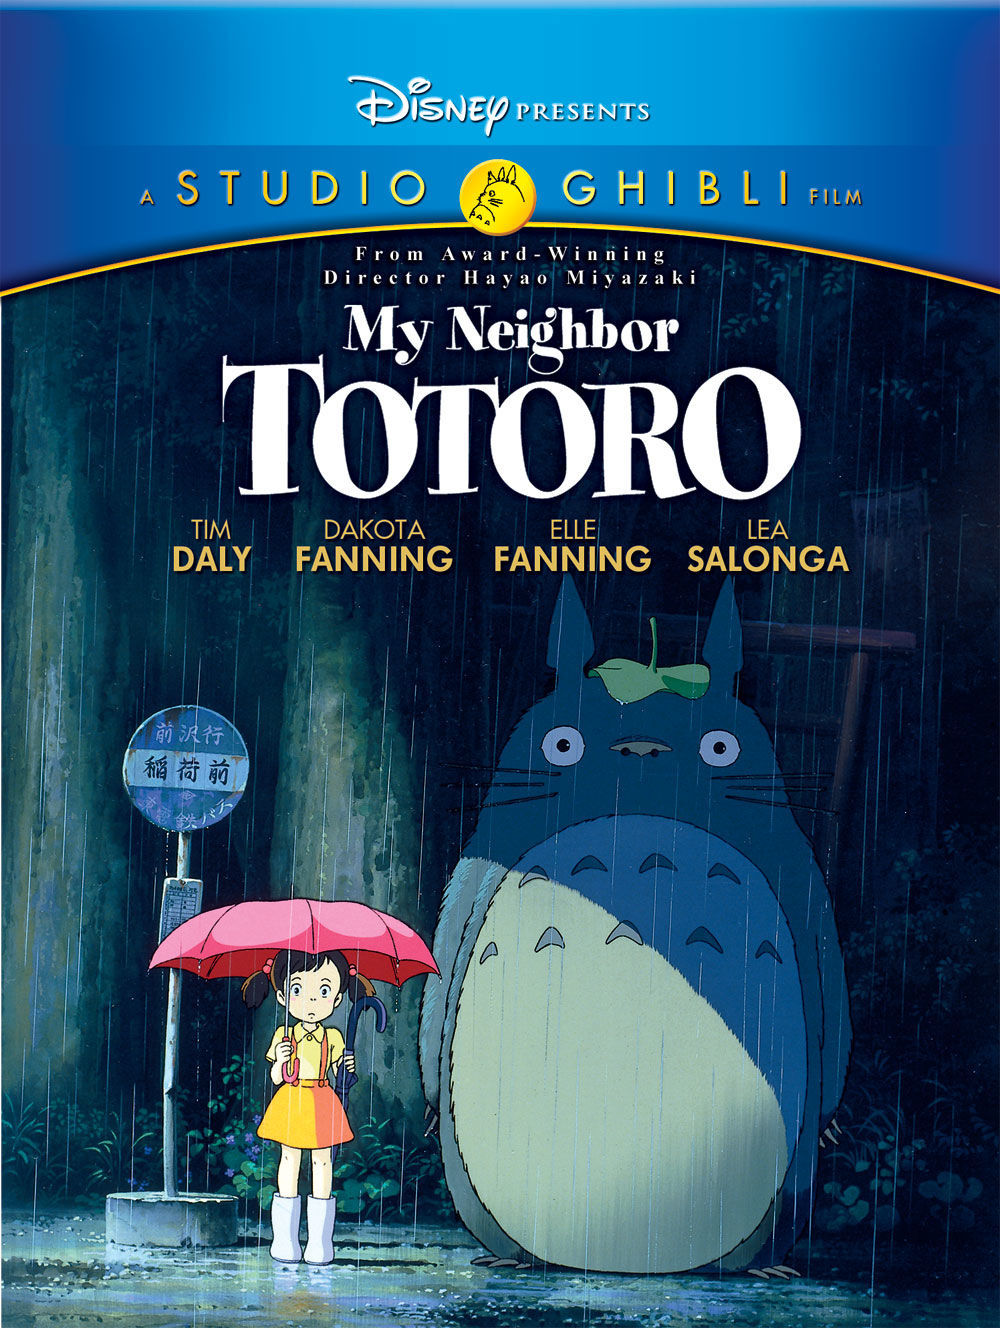 Disney PRESENTS
A STUDIO GHIBLI FILM
From Award-Winning
Director Hayao Miyazaki
My Neighbor
TOTORO
TIM DALY
DAKOTA FANNING
ELLE FANNING
LEA SALONGA
前沢行
稲荷前